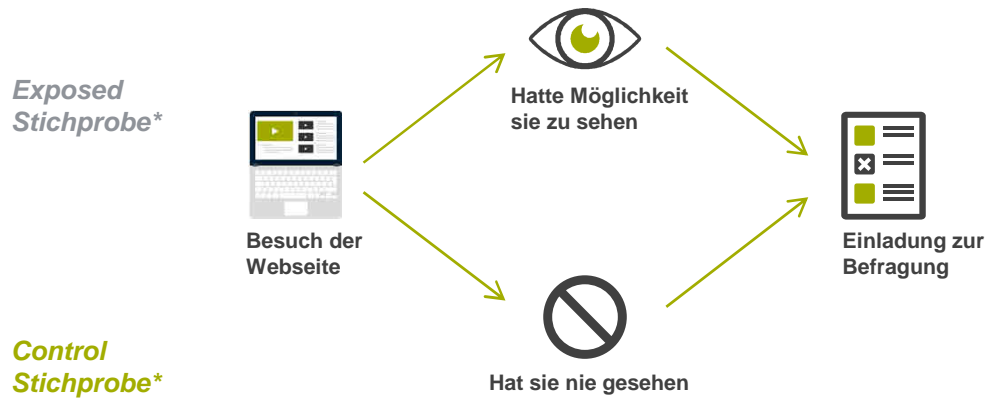 Exposed
Stichprobe*
Hatte Möglichkeit
sie zu sehen
Besuch der
Webseite
Einladung zur
Befragung
Control
Stichprobe*
Hat sie nie gesehen